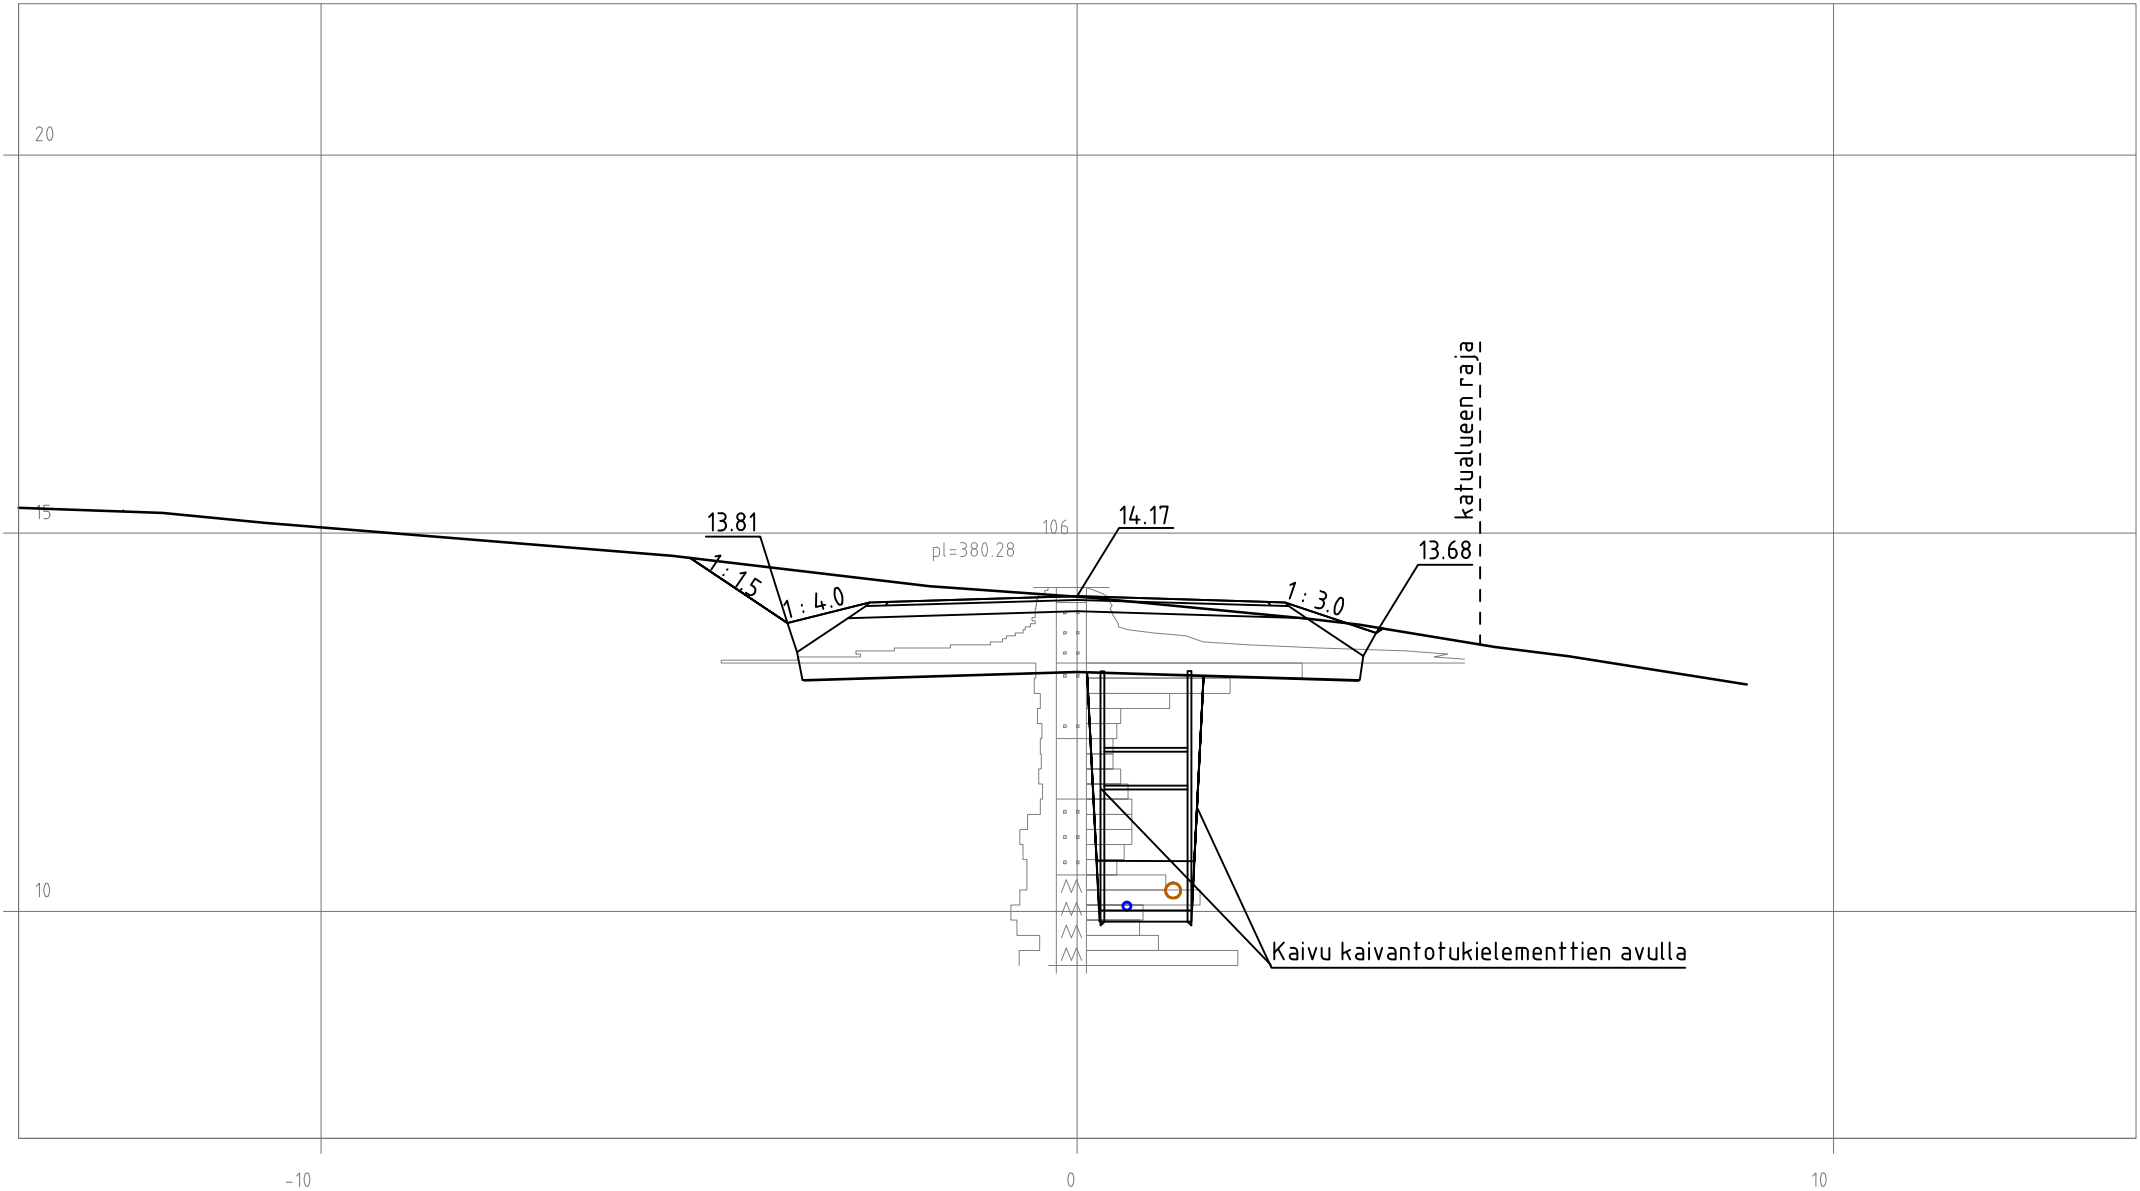 20
katualueen raja
15
13.81
106
14.17
pl=380.28
13.68
1 : 1.5
1 : 4.0
1 : 3.0
10
Kaivu kaivantotukielementtien avulla
-10
0
10